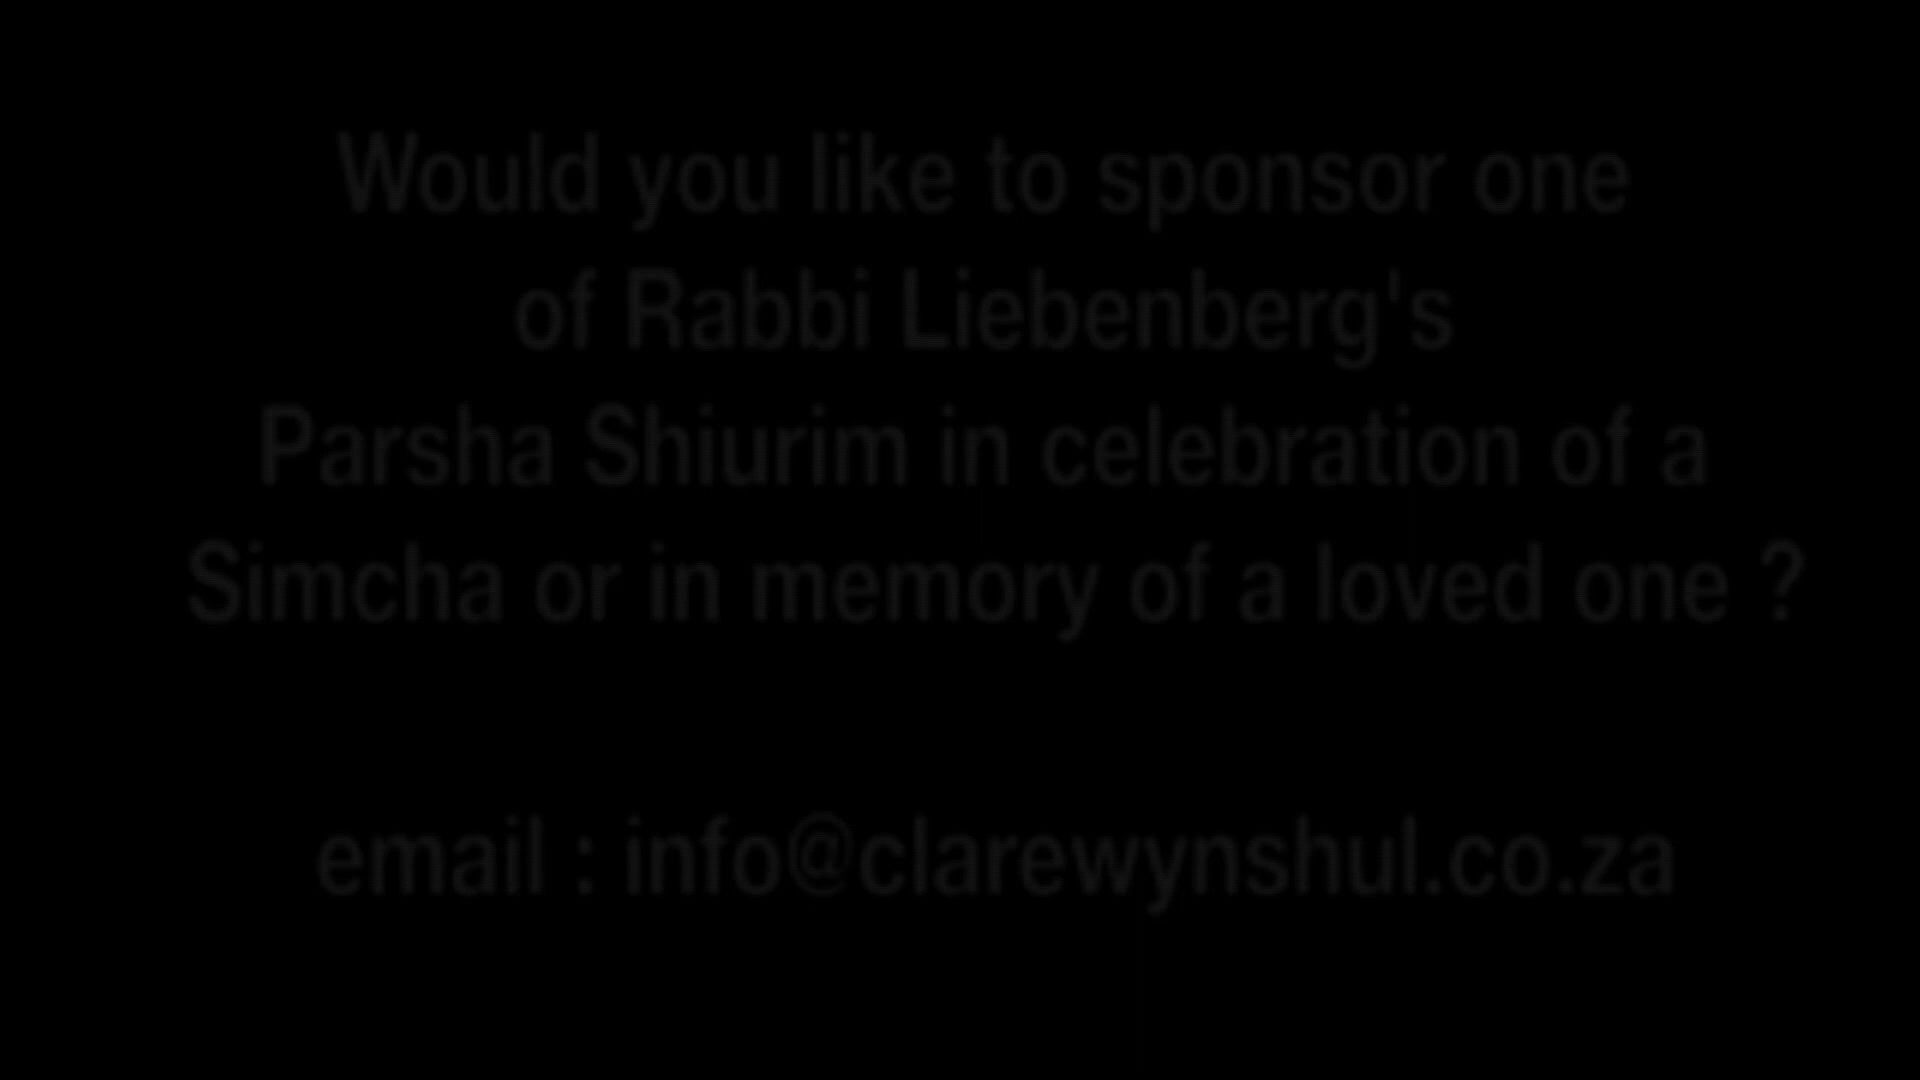 Would you like to sponsor one
of Rabbi Liebenberg's
Parsha Shiurim in celebration of a
Simcha or in memory of a loved one ?
email : info@clarewynshul.co.za